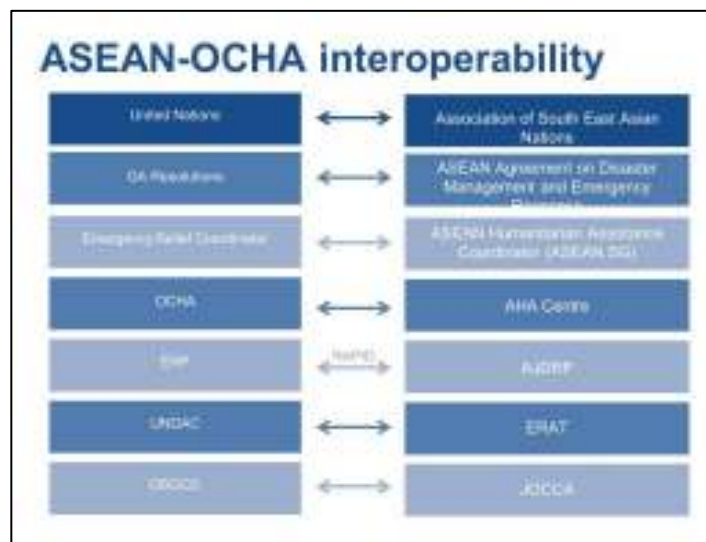 ASEAN-OCHA interoperability
United Nations
Association of South East Asian
Nations
GA Resolutions
ASEAN Agreement on Disaster
Management and Emergency
Emergency Relief Coordinator
ASEAN Humanitarian Assistance
Coordinator (ASEAN SG)
OCHA
AHA Centre
UNDAC
ERAT
JOCCA